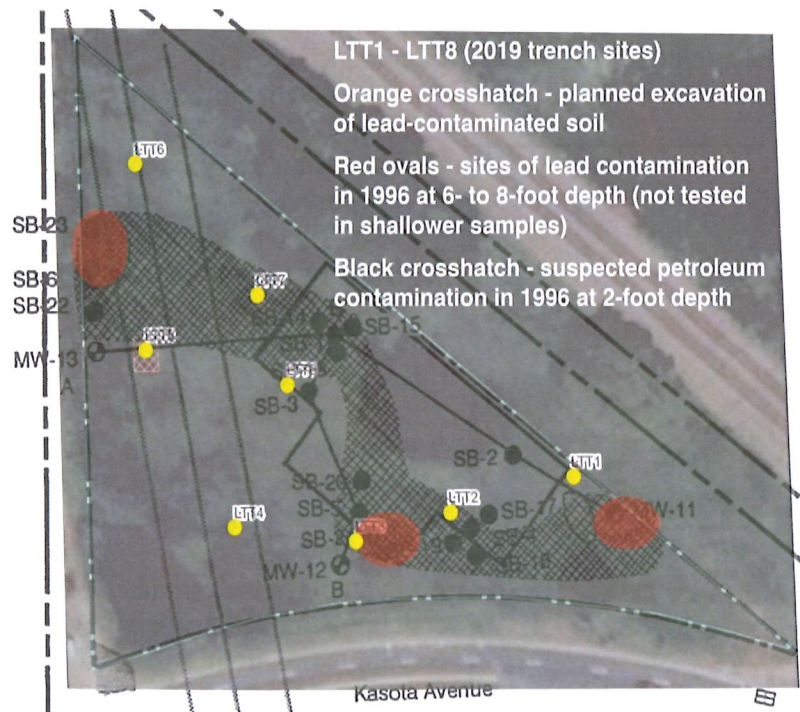 LTT1 - LTT8 (2019 trench sites)
Orange crosshatch - planned excavation
of lead-contaminated soil
Red ovals - sites of lead contamination
in 1996 at 6- to 8-foot depth (not tested
in shallower samples)
Black crosshatch - suspected petroleum
contamination in 1996 at 2-foot depth
LTT6
SB-23
SB-6
SB-22
SB-15
MW-13
A
SB-3
SB-2
LTT1
SB-20
LTT2
SB-17
MW-11
LTT4
MW-12
B
Kasota Avenue